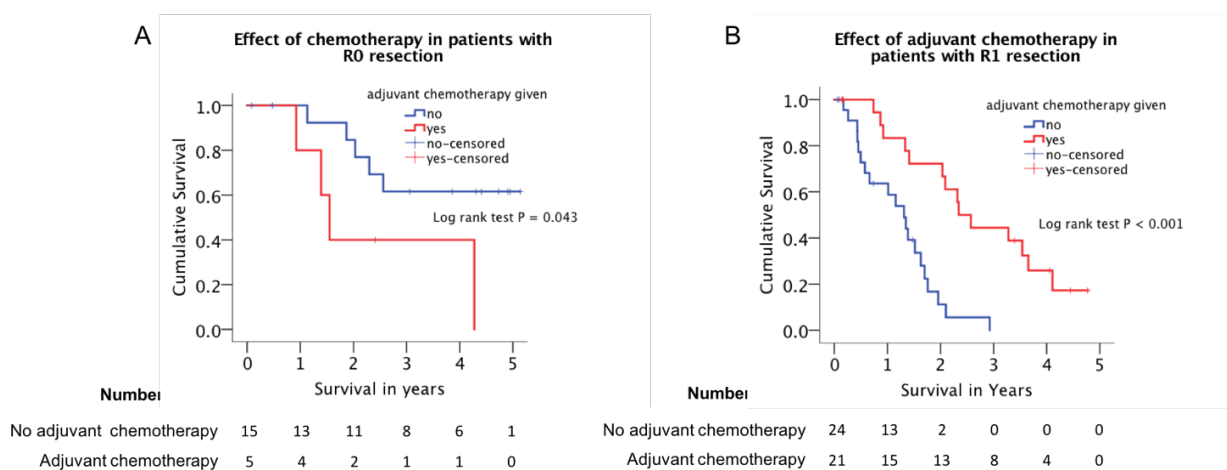 A
Effect of chemotherapy in patients with
R0 resection
adjuvant chemotherapy given
no
yes
no-censored
yes-censored
Log rank test P = 0.043
Cumulative Survival
1.0
0.8
0.6
0.4
0.2
0.0
0 1 2 3 4 5
Survival in years
Number
No adjuvant chemotherapy 15 13 11 8 6 1
Adjuvant chemotherapy 5 4 2 1 1 0
B
Effect of adjuvant chemotherapy in
patients with R1 resection
adjuvant chemotherapy given
no
yes
no-censored
yes-censored
Log rank test P < 0.001
Cumulative Survival
1.0
0.8
0.6
0.4
0.2
0.0
0 1 2 3 4 5
Survival in Years
Number
No adjuvant chemotherapy 24 13 2 0 0 0
Adjuvant chemotherapy 21 15 13 8 4 0